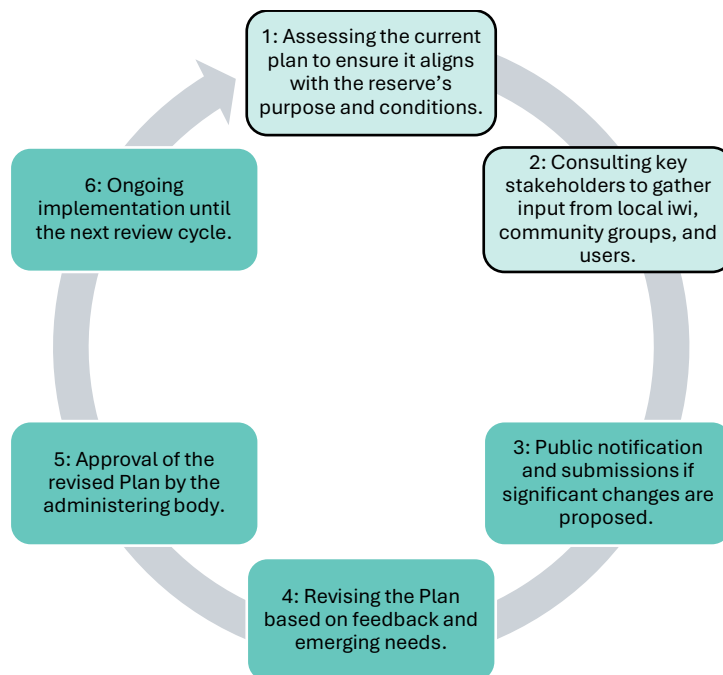 1: Assessing the current
plan to ensure it aligns
with the reserve's
purpose and conditions.
2: Consulting key
stakeholders to gather
input from local iwi,
community groups, and
users.
3: Public notification
and submissions if
significant changes are
proposed.
4: Revising the Plan
based on feedback and
emerging needs.
5: Approval of the
revised Plan by the
administering body.
6: Ongoing
implementation until
the next review cycle.